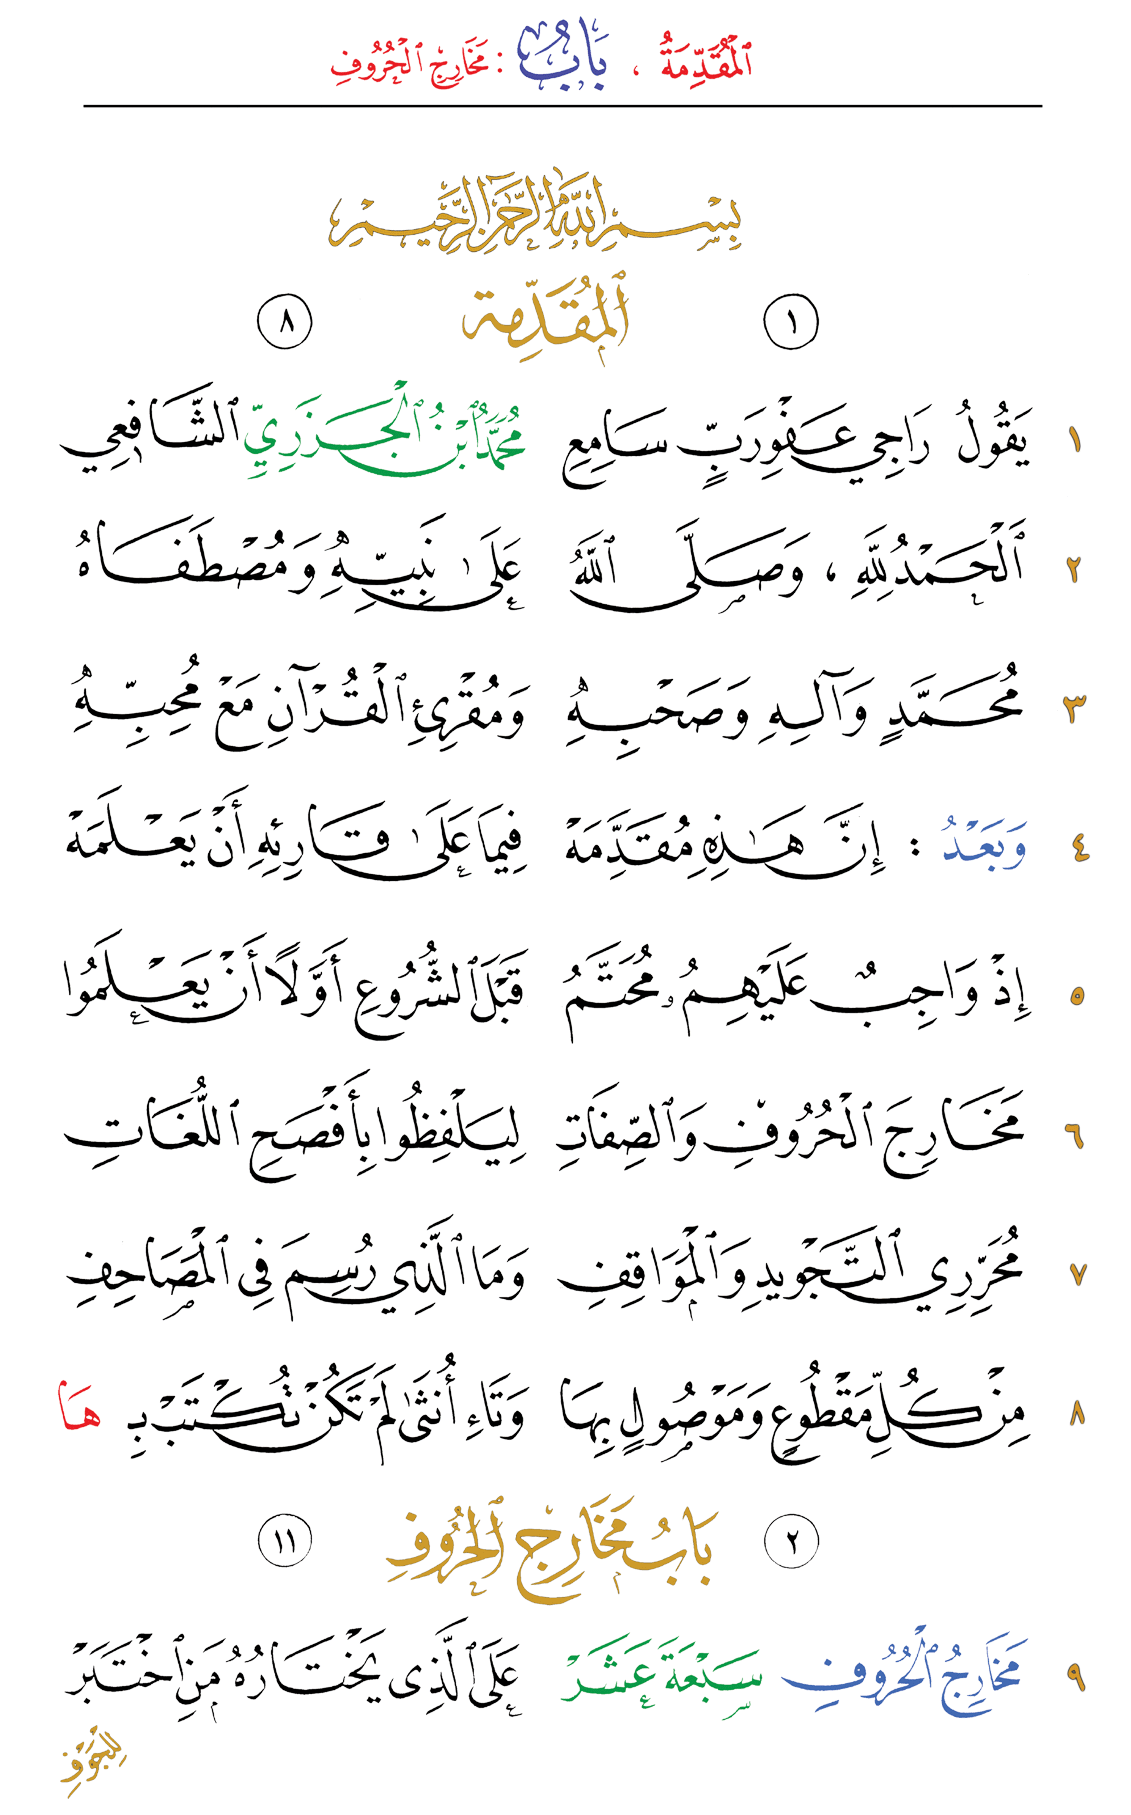 ٱلْمُقَدِّمَةُ ، بَابُ : مَخَارِجِ ٱلْحُرُوفِ
بِسْمِ ٱللَّهِ ٱلرَّحْمَٰنِ ٱلرَّحِيمِ
١ ٱلْمُقَدِّمة ٨
١ يَقُولُ رَاجِي عَفْوِ رَبٍّ سَامِعِ مُحَمَّدُ ٱبْنُ ٱلْجَزَرِيِّ ٱلشَّافِعِي
٢ ٱَلْحَمْدُ لِلَّهِ ، وَصَلَّى ٱللَّهُ عَلَىٰ نَبِيِّهِ وَمُصْطَفَاهُ
٣ مُحَمَّدٍ وَآلِهِ وَصَحْبِهِ وَمُقْرِئِ ٱلْقُرْآنِ مَعْ مُحِبِّهِ
٤ وَبَعْدُ : إِنَّ هَٰذِهِ مُقَدِّمَهْ فِيمَا عَلَىٰ قَارِئِهِ أَنْ يَعْلَمَهْ
٥ إِذْ وَاجِبٌ عَلَيْهِمُ مُحَتَّمُ قَبْلَ ٱلشُّرُوعِ أَوَّلًا أَنْ يَعْلَمُوا
٦ مَخَارِجَ ٱلْحُرُوفِ وَٱلصِّفَاتِ لِيَلْفِظُوا بِأَفْصَحِ ٱللُّغَاتِ
٧ مُحَرِّرِي ٱلتَّجْوِيدِ وَٱلْمَوَاقِفِ وَمَا ٱلَّذِي رُسِمَ فِي ٱلْمَصَاحِفِ
٨ مِنْ كُلِّ مَقْطُوعٍ وَمَوْصُولٍ بِهَا وَتَاءِ أُنثَىٰ لَمْ تَكُنْ تُكْتَبْ بِـ هَا
٢ بَابُ مَخَارِجِ ٱلْحُرُوفِ ١١
٩ مَخَارِجُ ٱلْحُرُوفِ سَبْعَةَ عَشَرْ عَلَى ٱلَّذِي يَخْتَارُهُ مَنِ ٱخْتَبَرْ
لِلْجَوْفِ